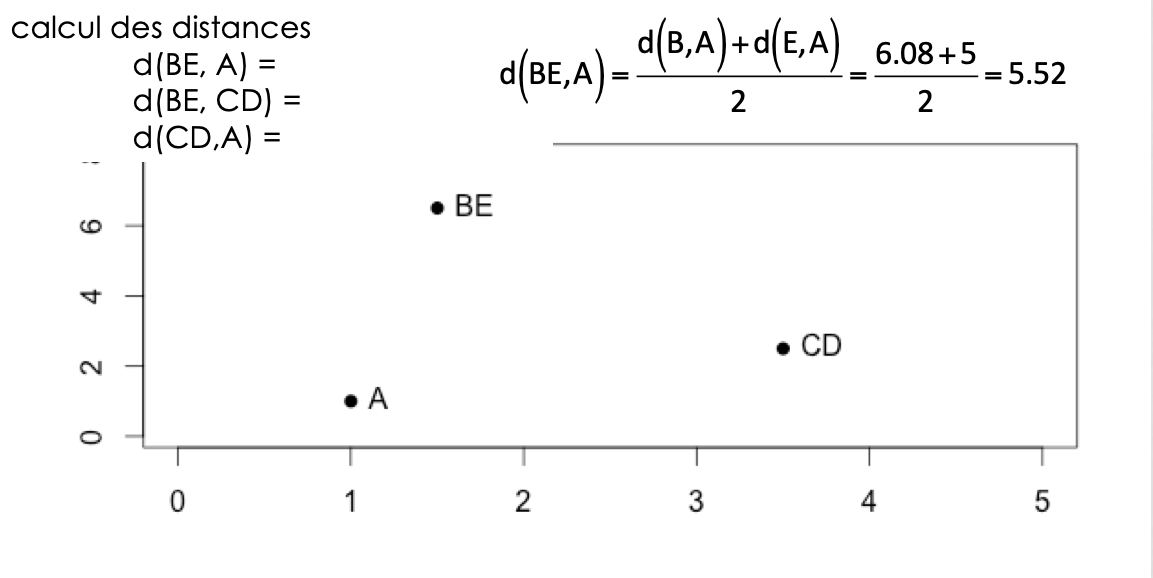 calcul des distances
d(BE, A) =
d(BE, CD) =
d(CD,A) =
d(BE,A) = d(B,A)+d(E,A) / 2 = 6.08+5 / 2 = 5.52
BE
6
4
CD
2
A
0
0 1 2 3 4 5